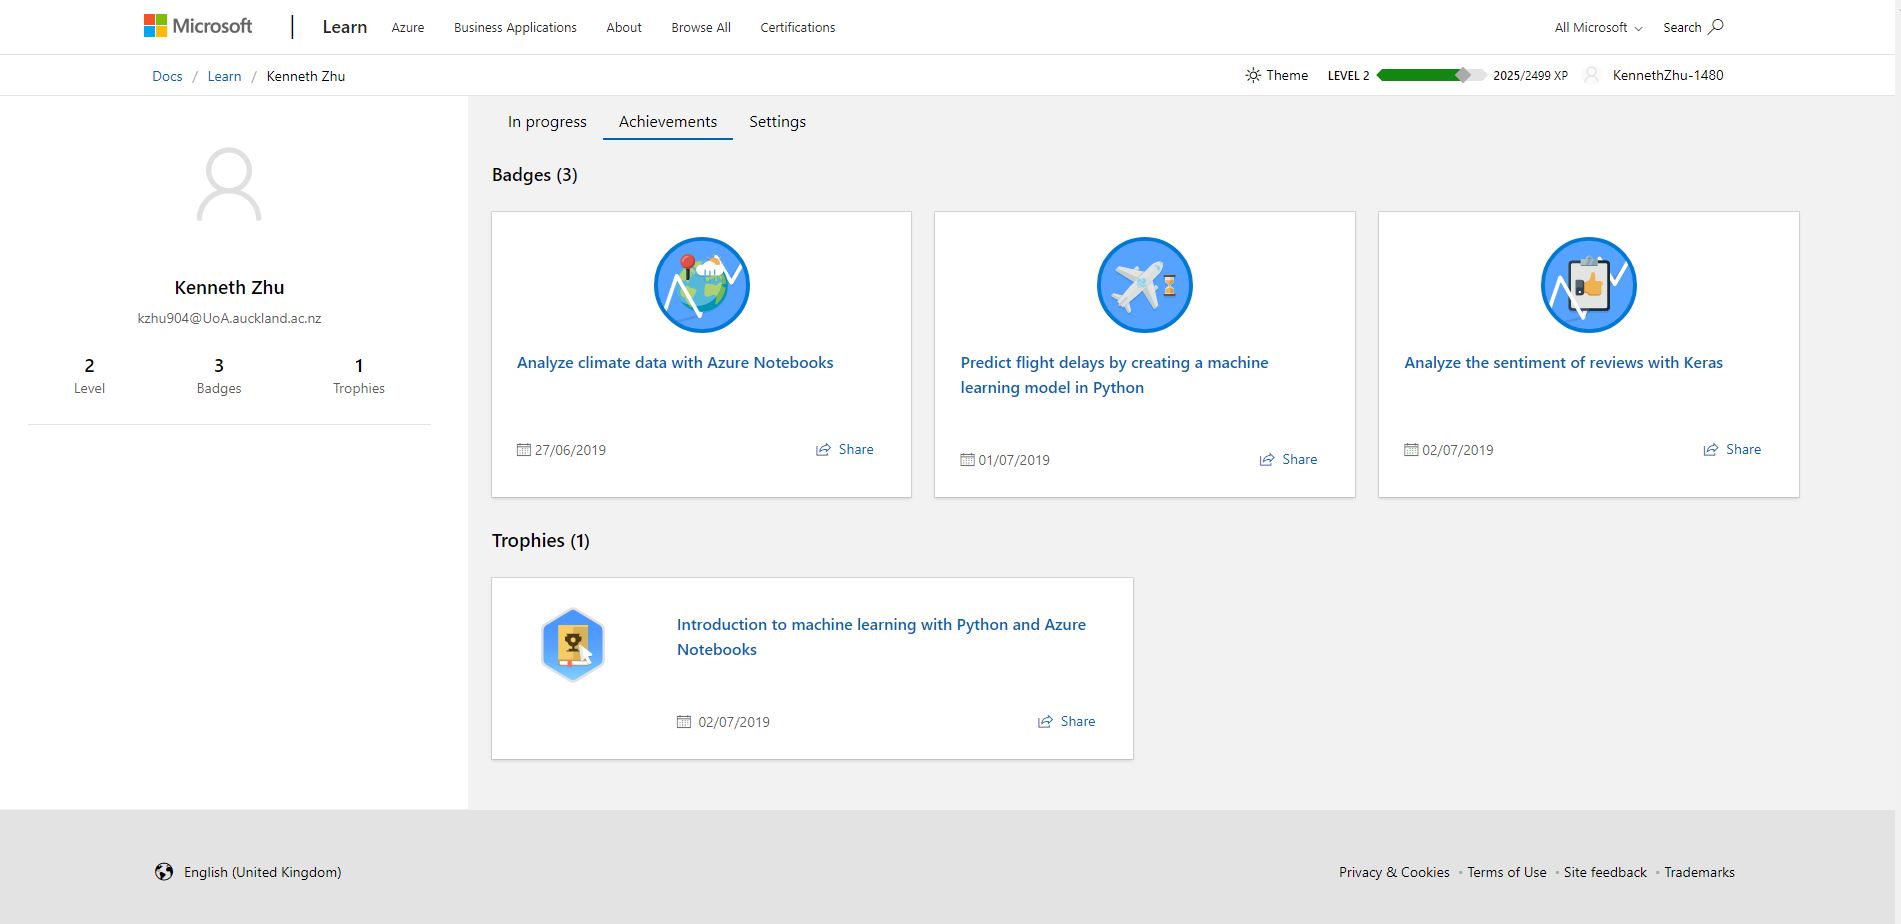 Microsoft Learn Azure Business Applications About Browse All Certifications All Microsoft Search
Docs / Learn / Kenneth Zhu Theme LEVEL 2 2025/2499 XP KennethZhu-1480
In progress Achievements Settings
Kenneth Zhu
kzhu904@UoA.auckland.ac.nz
2 3 1
Level Badges Trophies
Badges (3)
Analyze climate data with Azure Notebooks
27/06/2019 Share
Predict flight delays by creating a machine
learning model in Python
01/07/2019 Share
Analyze the sentiment of reviews with Keras
02/07/2019 Share
Trophies (1)
Introduction to machine learning with Python and Azure
Notebooks
02/07/2019 Share
English (United Kingdom) Privacy & Cookies • Terms of Use • Site feedback • Trademarks